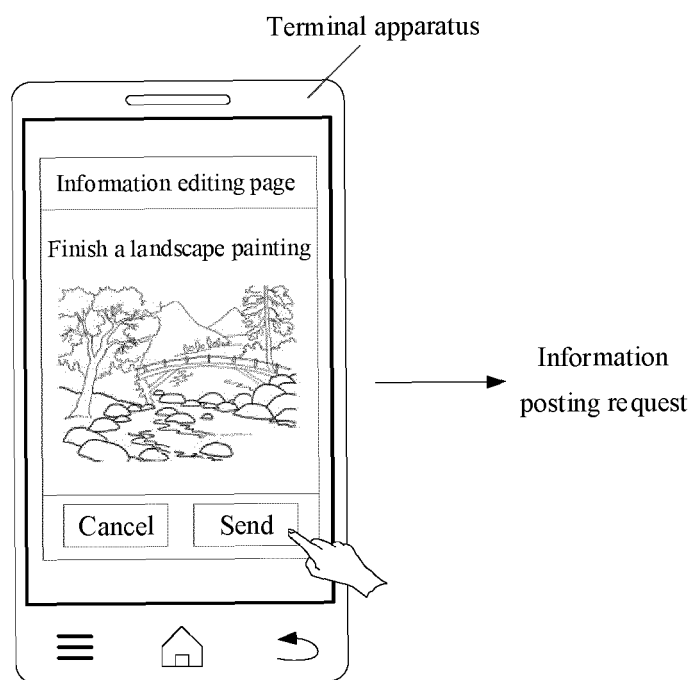 Terminal apparatus
Information editing page
Finish a landscape painting
Information
posting request
Cancel
Send